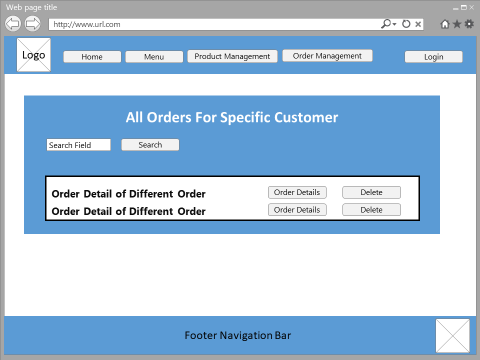 Web page title
http://www.url.com
Logo
Home Menu Product Management Order Management Login
All Orders For Specific Customer
Search Field Search
Order Detail of Different Order Order Details Delete
Order Detail of Different Order Order Details Delete
Footer Navigation Bar